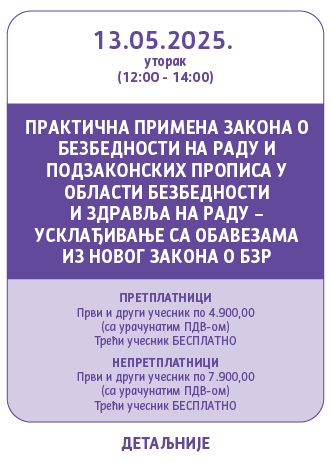 13.05.2025.
уторак
(12:00 - 14:00)
ПРАКТИЧНА ПРИМЕНА ЗАКОНА О
БЕЗБЕДНОСТИ НА РАДУ И
ПОДЗАКОНСКИХ ПРОПИСА У
ОБЛАСТИ БЕЗБЕДНОСТИ
И ЗДРАВЉА НА РАДУ –
УСКЛАЂИВАЊЕ СА ОБАВЕЗАМА
ИЗ НОВОГ ЗАКОНА О БЗР
ПРЕТПЛАТНИЦИ
Први и други учесник по 4.900,00
(са урачунатим ПДВ-ом)
Трећи учесник БЕСПЛАТНО
НЕПРЕТПЛАТНИЦИ
Први и други учесник по 7.900,00
(са урачунатим ПДВ-ом)
Трећи учесник БЕСПЛАТНО
ДЕТАЉНИЈЕ